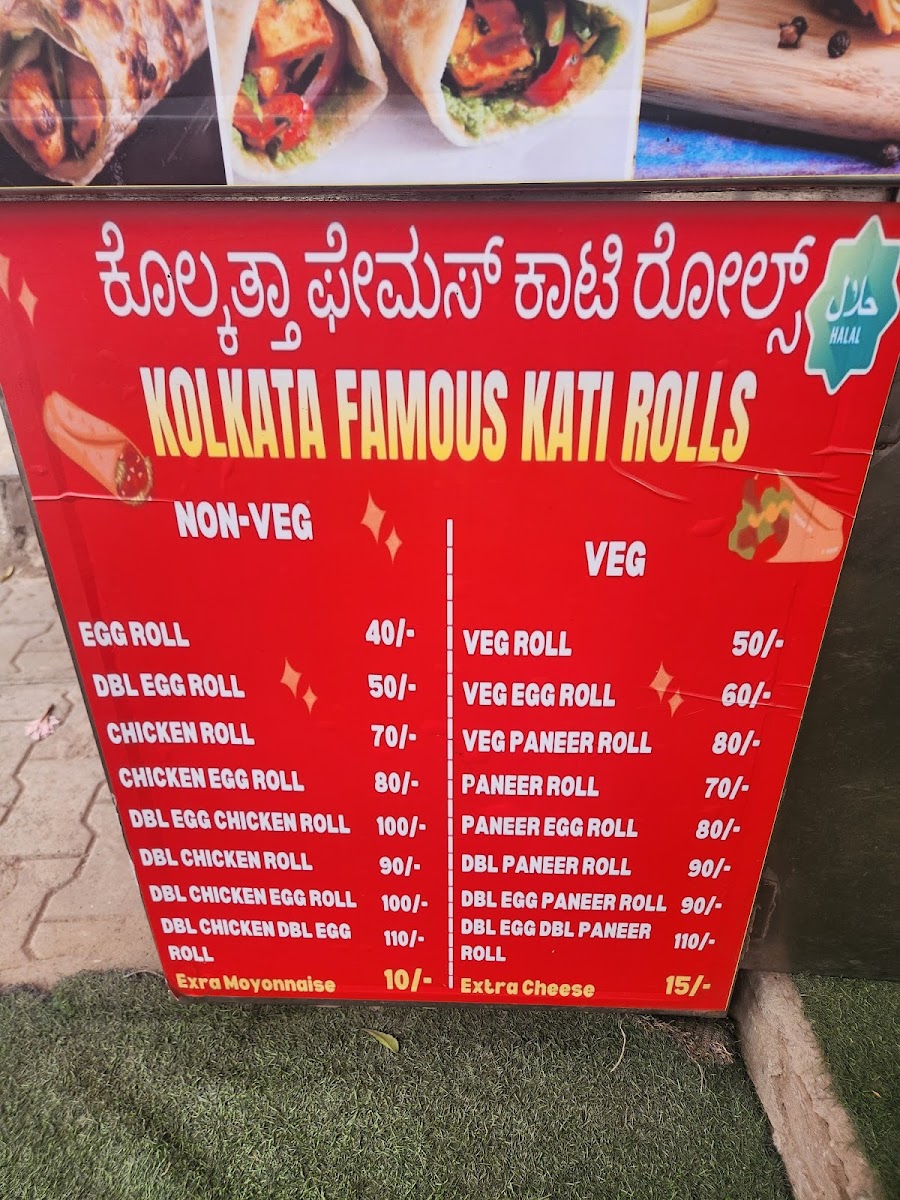 ಕೊಲ್ಕತ್ತಾ ಫೇಮಸ್ ಕಾಟಿ ರೋಲ್ಸ್
حلال
HALAL
KOLKATA FAMOUS KATI ROLLS
NON-VEG
EGG ROLL 40/-
DBL EGG ROLL 50/-
CHICKEN ROLL 70/-
CHICKEN EGG ROLL 80/-
DBL EGG CHICKEN ROLL 100/-
DBL CHICKEN ROLL 90/-
DBL CHICKEN EGG ROLL 100/-
DBL CHICKEN DBL EGG 110/-
ROLL
Exra Moyonnaise 10/-
VEG
VEG ROLL 50/-
VEG EGG ROLL 60/-
VEG PANEER ROLL 80/-
PANEER ROLL 70/-
PANEER EGG ROLL 80/-
DBL PANEER ROLL 90/-
DBL EGG PANEER ROLL 90/-
DBL EGG DBL PANEER 110/-
ROLL
Extra Cheese 15/-